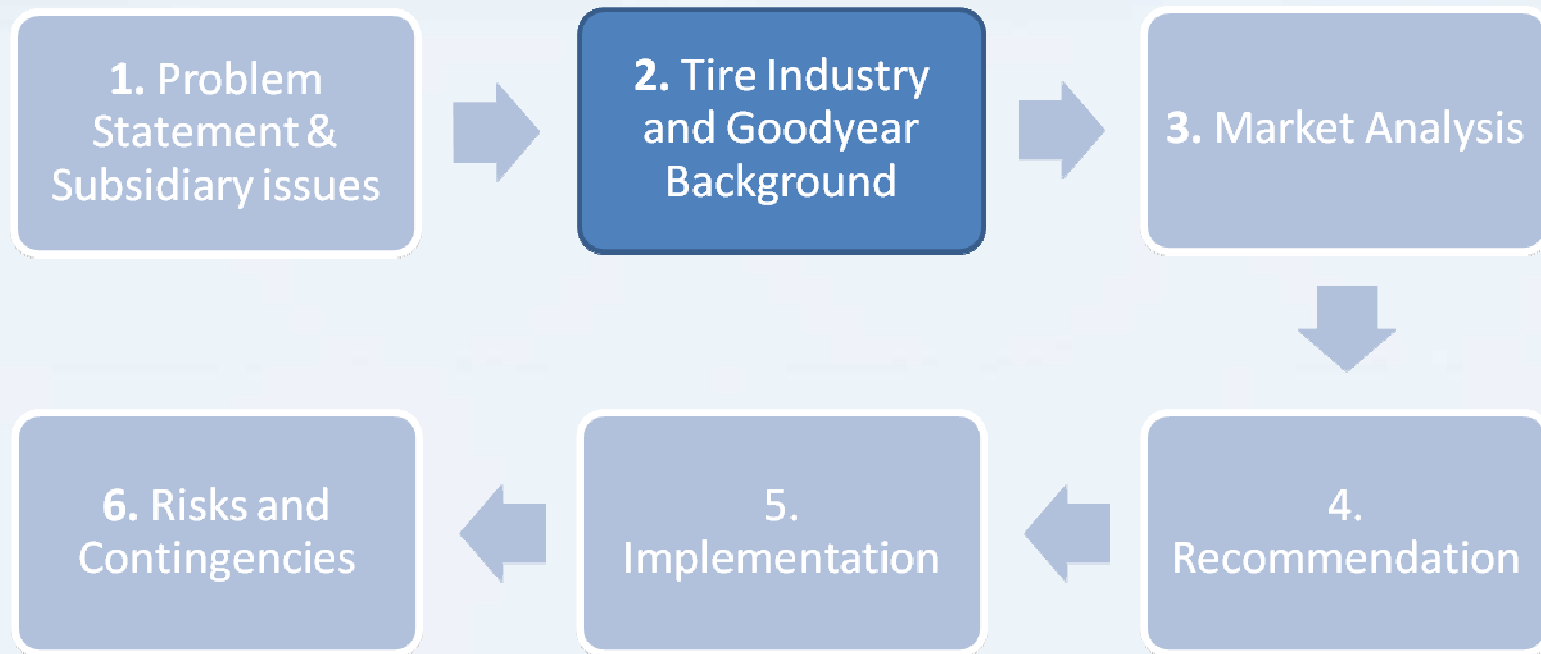 1. Problem
Statement &
Subsidiary issues
2. Tire Industry
and Goodyear
Background
3. Market Analysis
4.
Recommendation
5.
Implementation
6. Risks and
Contingencies